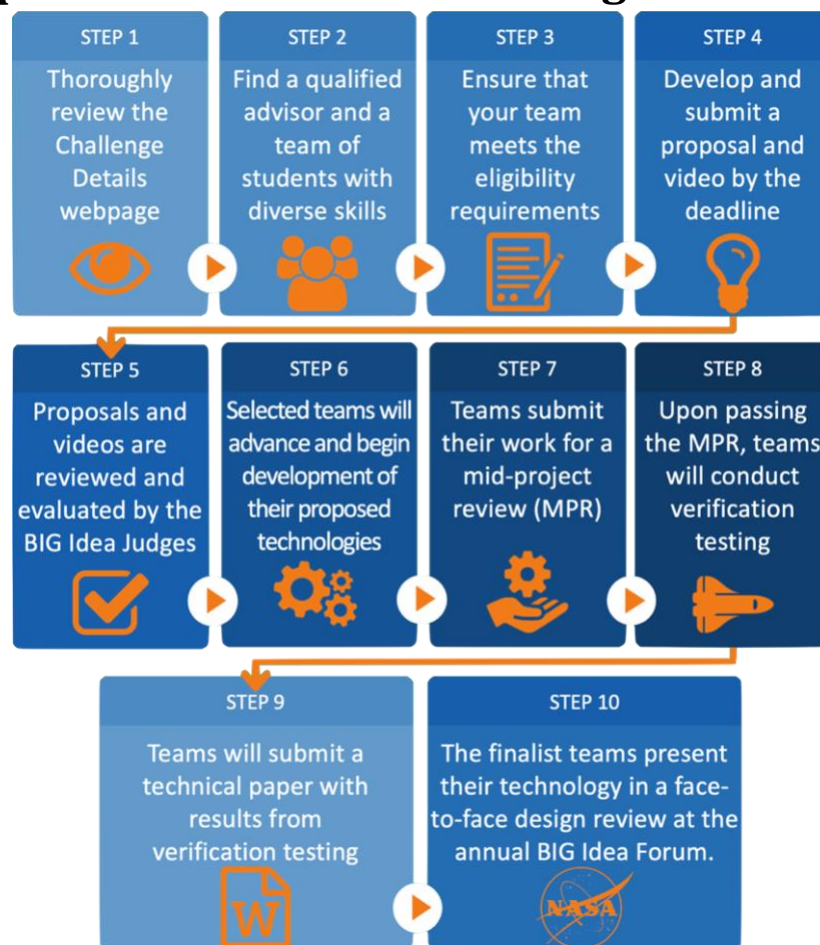 STEP 1
Thoroughly
review the
Challenge
Details
webpage
STEP 2
Find a qualified
advisor and a
team of
students with
diverse skills
STEP 3
Ensure that
your team
meets the
eligibility
requirements
STEP 4
Develop and
submit a
proposal and
video by the
deadline
STEP 5
Proposals and
videos are
reviewed and
evaluated by the
BIG Idea Judges
STEP 6
Selected teams will
advance and begin
development of
their proposed
technologies
STEP 7
Teams submit
their work for a
mid-project
review (MPR)
STEP 8
Upon passing
the MPR, teams
will conduct
verification
testing
STEP 9
Teams will submit a
technical paper with
results from
verification testing
W
STEP 10
The finalist teams present
their technology in a face-
to-face design review at the
annual BIG Idea Forum.
NASA